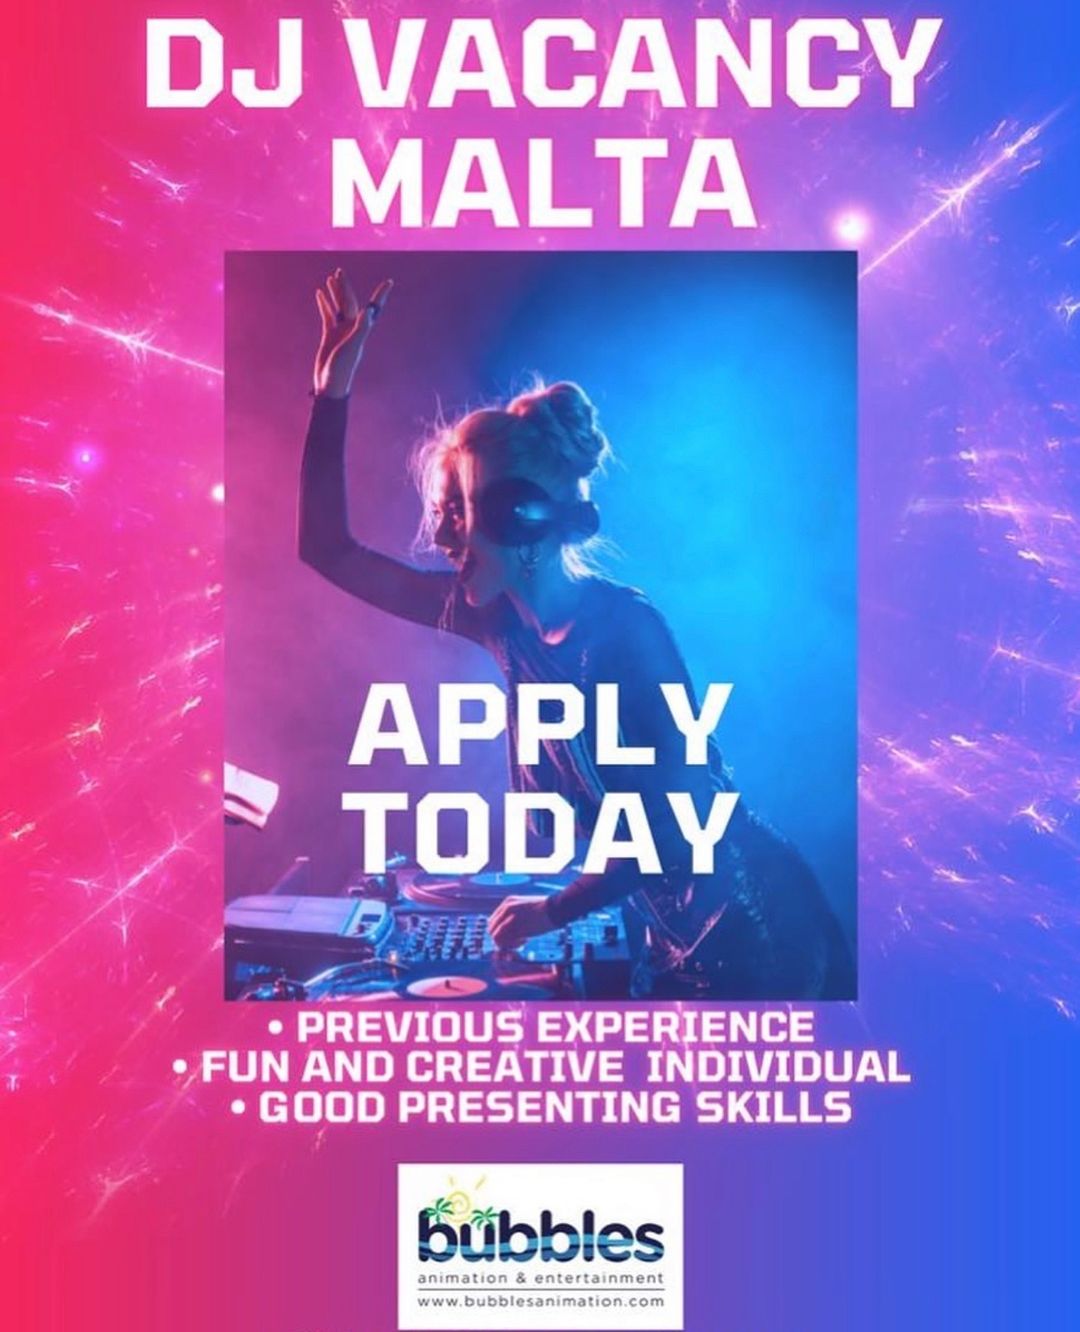 DJ VACANCY
MALTA
APPLY
TODAY
• PREVIOUS EXPERIENCE
• FUN AND CREATIVE INDIVIDUAL
• GOOD PRESENTING SKILLS
bubbles
animation & entertainment
www.bubblesanimation.com